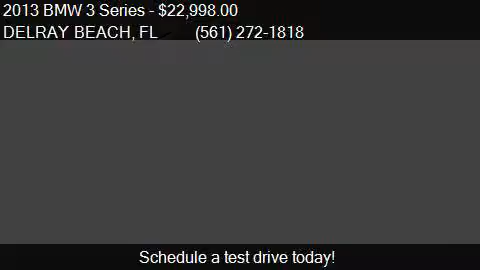 2013 BMW 3 Series - $22,998.00
DELRAY BEACH, FL (561) 272-1818
Schedule a test drive today!